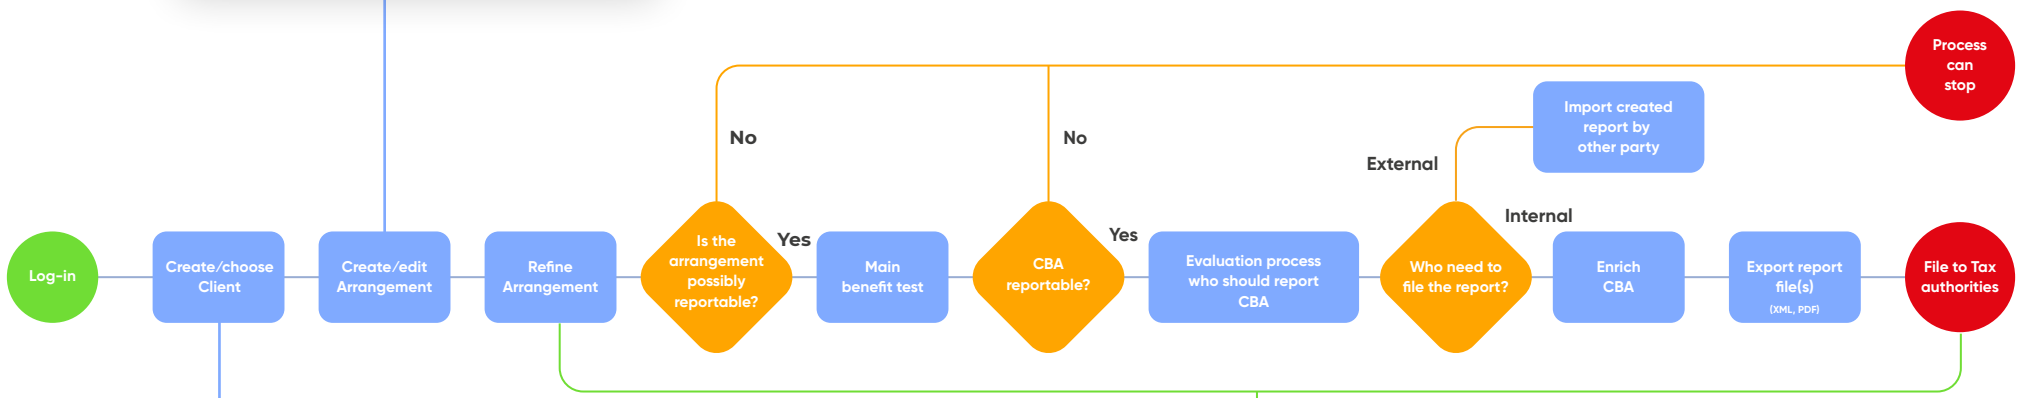 Process
can
stop
Import created
report by
other party
No
No
External
Internal
Yes
Yes
Log-in
Create/choose
Client
Create/edit
Arrangement
Refine
Arrangement
Is the
arrangement
possibly
reportable?
Main
benefit test
CBA
reportable?
Evaluation process
who should report
CBA
Who need to
file the report?
Enrich
CBA
Export report
file(s)
(XML, PDF)
File to Tax
authorities